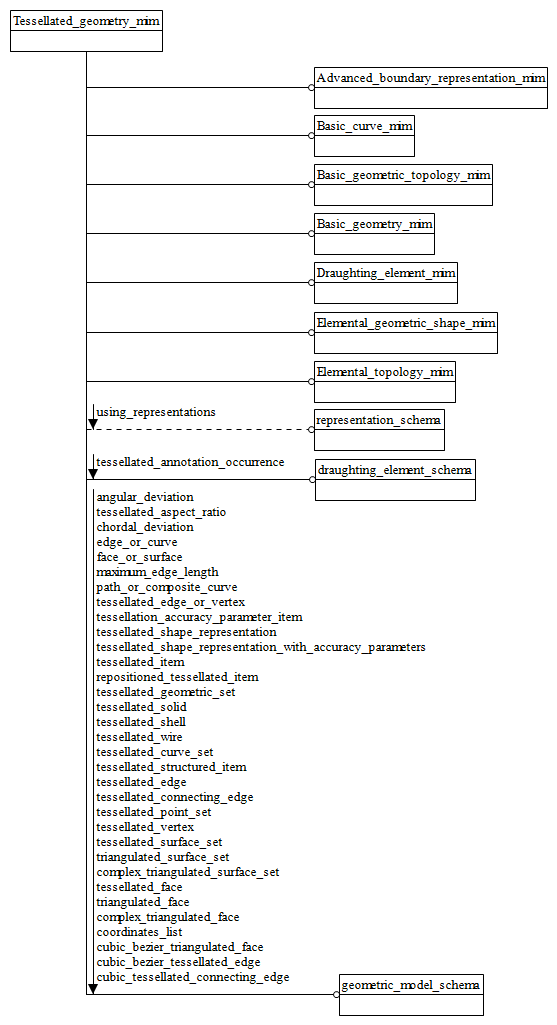 Tessellated_geometry_mim
Advanced_boundary_representation_mim
Basic_curve_mim
Basic_geometric_topology_mim
Basic_geometry_mim
Draughting_element_mim
Elemental_geometric_shape_mim
Elemental_topology_mim
using_representations
representation_schema
tessellated_annotation_occurrence
draughting_element_schema
angular_deviation
tessellated_aspect_ratio
chordal_deviation
edge_or_curve
face_or_surface
maximum_edge_length
path_or_composite_curve
tessellated_edge_or_vertex
tessellation_accuracy_parameter_item
tessellated_shape_representation
tessellated_shape_representation_with_accuracy_parameters
tessellated_item
repositioned_tessellated_item
tessellated_geometric_set
tessellated_solid
tessellated_shell
tessellated_wire
tessellated_curve_set
tessellated_structured_item
tessellated_edge
tessellated_connecting_edge
tessellated_point_set
tessellated_vertex
tessellated_surface_set
triangulated_surface_set
complex_triangulated_surface_set
tessellated_face
triangulated_face
complex_triangulated_face
coordinates_list
cubic_bezier_triangulated_face
cubic_bezier_tessellated_edge
cubic_tessellated_connecting_edge
geometric_model_schema